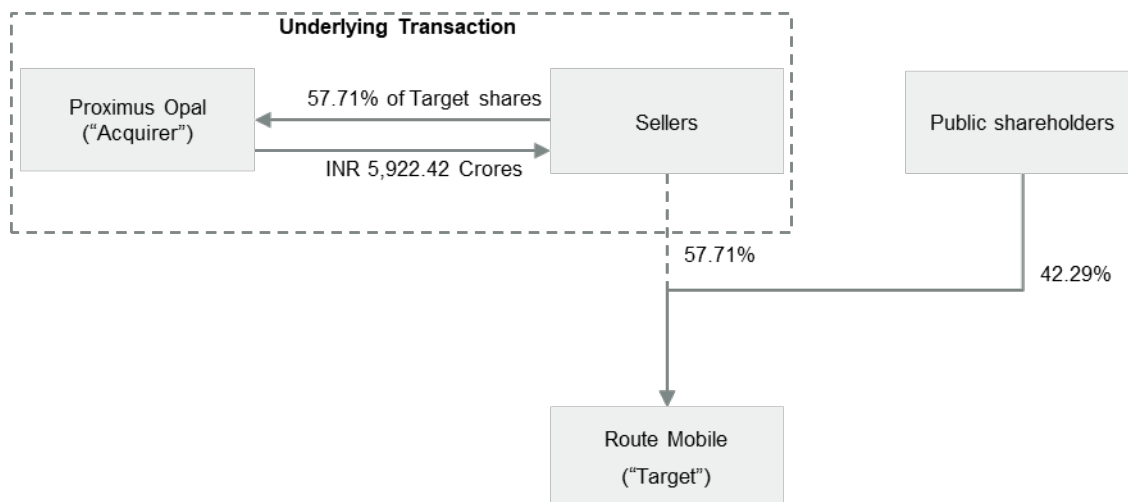 Underlying Transaction
Proximus Opal
(“Acquirer”)
57.71% of Target shares
INR 5,922.42 Crores
Sellers
Public shareholders
57.71%
42.29%
Route Mobile
(“Target”)